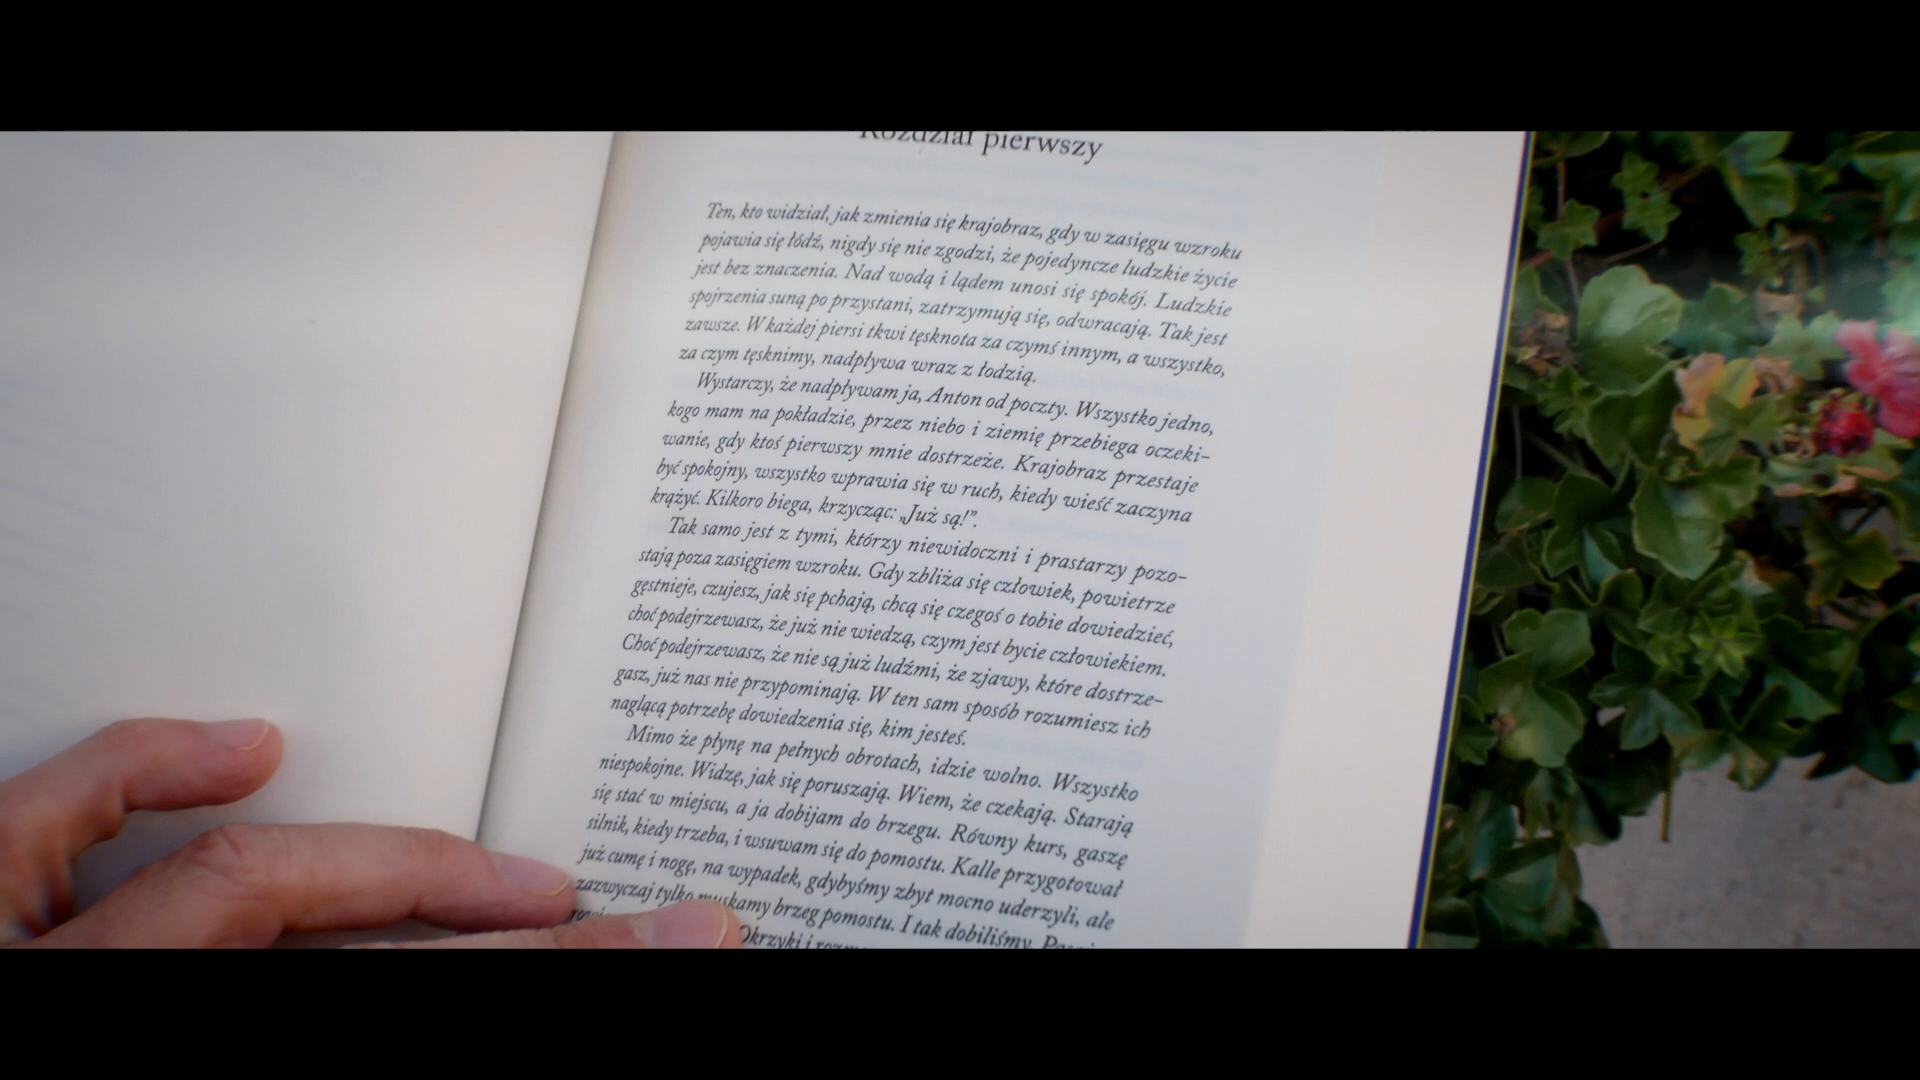 Rozdział pierwszy
Ten, kto widział, jak zmienia się krajobraz, gdy w zasięgu wzroku
pojawia się łódź, nigdy się nie zgodzi, że pojedyncze ludzkie życie
jest bez znaczenia. Nad wodą i lądem unosi się spokój. Ludzkie
spojrzenia suną po przystani, zatrzymują się, odwracają. Tak jest
zawsze. W każdej piersi tkwi tęsknota za czymś innym, a wszystko,
za czym tęsknimy, nadpływa wraz z łodzią.
Wystarczy, że nadpływam ja, Anton od poczty. Wszystko jedno,
kogo mam na pokładzie, przez niebo i ziemię przebiega oczeki-
wanie, gdy ktoś pierwszy mnie dostrzeże. Krajobraz przestaje
być spokojny, wszystko wprawia się w ruch, kiedy wieść zaczyna
krążyć. Kilkoro biega, krzycząc: „Już są!”.
Tak samo jest z tymi, którzy niewidoczni i prastarzy pozo-
stają poza zasięgiem wzroku. Gdy zbliża się człowiek, powietrze
gęstnieje, czujesz, jak się pchają, chcą się czegoś o tobie dowiedzieć,
choć podejrzewasz, że już nie wiedzą, czym jest bycie człowiekiem.
Choć podejrzewasz, że nie są już ludźmi, że zjawy, które dostrze-
gasz, już nas nie przypominają. W ten sam sposób rozumiesz ich
naglącą potrzebę dowiedzenia się, kim jesteś.
Mimo że płynę na pełnych obrotach, idzie wolno. Wszystko
niespokojne. Widzę, jak się poruszają. Wiem, że czekają. Starają
się stać w miejscu, a ja dobijam do brzegu. Równy kurs, gaszę
silnik, kiedy trzeba, i wsuwam się do pomostu. Kalle przygotował
już cumę i nogę, na wypadek, gdybyśmy zbyt mocno uderzyli, ale
zazwyczaj tylko muskamy brzeg pomostu. I tak dobiliśmy.
Okrzyki i